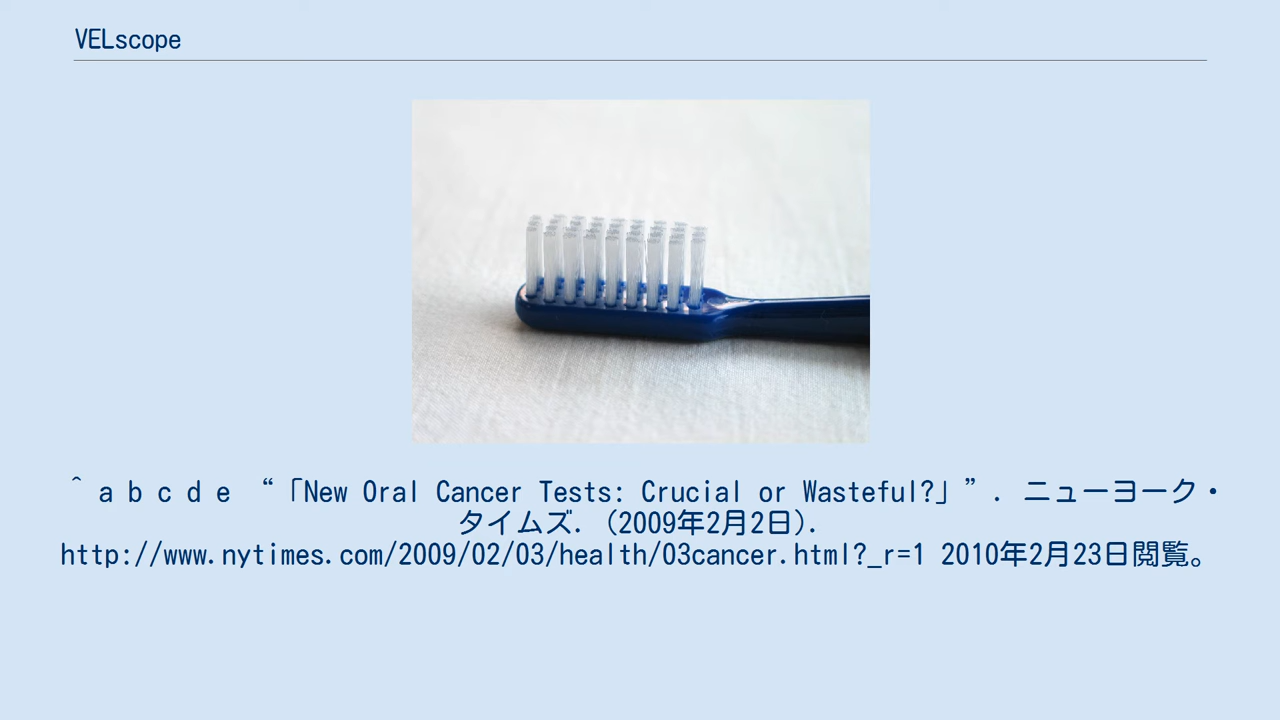 VELscope
^ a b c d e “「New Oral Cancer Tests: Crucial or Wasteful?」”. ニューヨーク・
タイムズ. (2009年2月2日).
http://www.nytimes.com/2009/02/03/health/03cancer.html?_r=1 2010年2月23日閲覧。